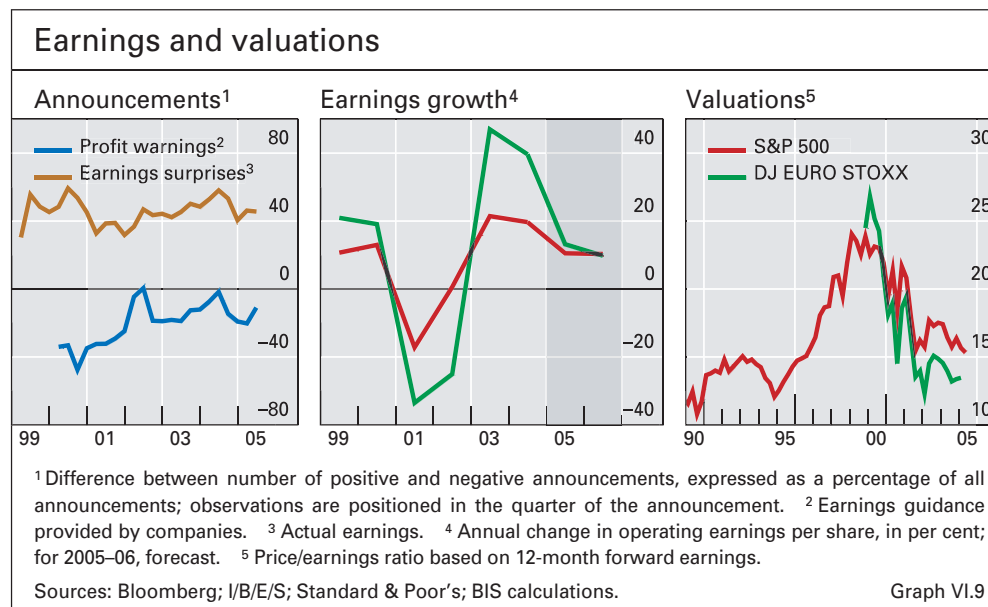 Earnings and valuations
Announcements¹
Profit warnings²
Earnings surprises³
80
40
0
–40
–80
99 01 03 05
Earnings growth⁴
40
20
0
–20
–40
99 01 03 05
Valuations⁵
S&P 500
DJ EURO STOXX
30
25
20
15
10
90 95 00 05
¹ Difference between number of positive and negative announcements, expressed as a percentage of all
announcements; observations are positioned in the quarter of the announcement. ² Earnings guidance
provided by companies. ³ Actual earnings. ⁴ Annual change in operating earnings per share, in per cent;
for 2005–06, forecast. ⁵ Price/earnings ratio based on 12-month forward earnings.
Sources: Bloomberg; I/B/E/S; Standard & Poor's; BIS calculations. Graph VI.9